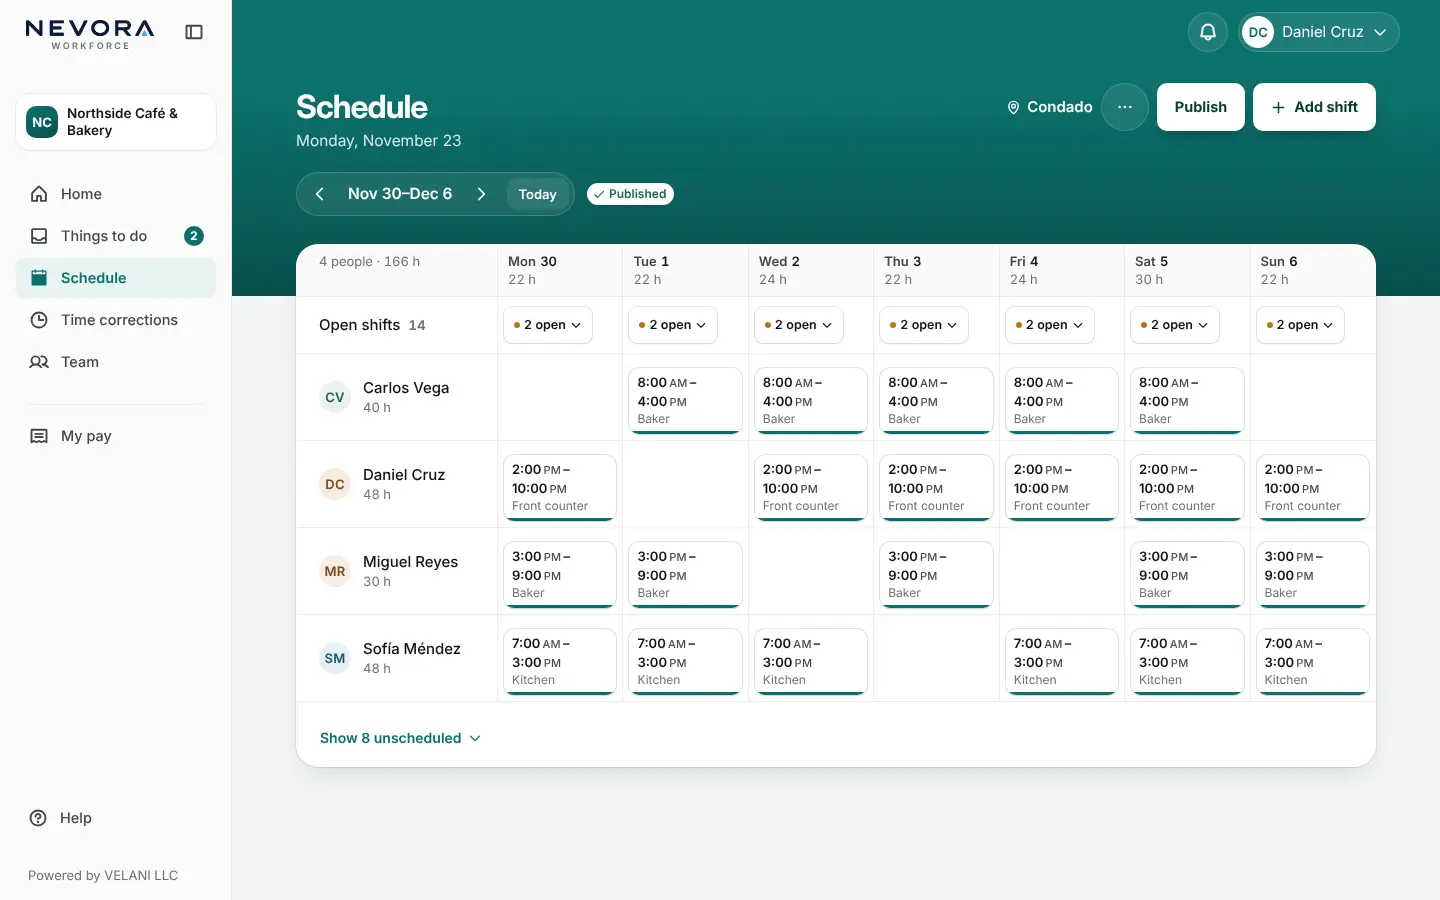 NEVORA
WORKFORCE
DC Daniel Cruz
NC Northside Café &
Bakery
Schedule
Monday, November 23
Condado
Publish
Add shift
Nov 30–Dec 6
Today
Published
Home
Things to do 2
Schedule
Time corrections
Team
My pay
Help
Powered by VELANI LLC
4 people · 166 h
Mon 30 Tue 1 Wed 2 Thu 3 Fri 4 Sat 5 Sun 6
22 h 22 h 24 h 22 h 24 h 30 h 22 h
Open shifts 14 2 open 2 open 2 open 2 open 2 open 2 open 2 open
CV Carlos Vega
40 h
8:00 AM – 8:00 AM – 8:00 AM – 8:00 AM – 8:00 AM –
4:00 PM 4:00 PM 4:00 PM 4:00 PM 4:00 PM
Baker Baker Baker Baker Baker
DC Daniel Cruz
48 h
2:00 PM – 2:00 PM – 2:00 PM – 2:00 PM – 2:00 PM – 2:00 PM –
10:00 PM 10:00 PM 10:00 PM 10:00 PM 10:00 PM 10:00 PM
Front counter Front counter Front counter Front counter Front counter Front counter
MR Miguel Reyes
30 h
3:00 PM – 3:00 PM – 3:00 PM – 3:00 PM – 3:00 PM –
9:00 PM 9:00 PM 9:00 PM 9:00 PM 9:00 PM
Baker Baker Baker Baker Baker
SM Sofía Méndez
48 h
7:00 AM – 7:00 AM – 7:00 AM – 7:00 AM – 7:00 AM – 7:00 AM –
3:00 PM 3:00 PM 3:00 PM 3:00 PM 3:00 PM 3:00 PM
Kitchen Kitchen Kitchen Kitchen Kitchen Kitchen
Show 8 unscheduled